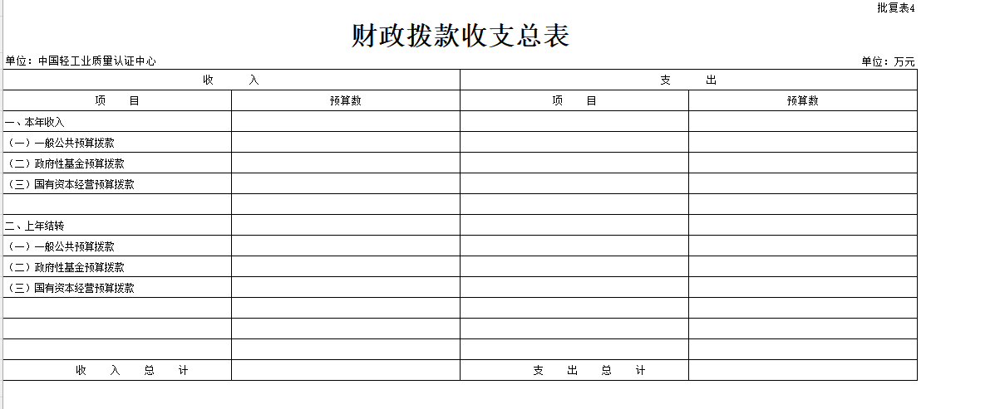 批复表4
财政拨款收支总表
单位：中国轻工业质量认证中心 单位：万元
收 入 支 出
项 目 预算数 项 目 预算数
一、本年收入
（一）一般公共预算拨款
（二）政府性基金预算拨款
（三）国有资本经营预算拨款
二、上年结转
（一）一般公共预算拨款
（二）政府性基金预算拨款
（三）国有资本经营预算拨款
收 入 总 计 支 出 总 计